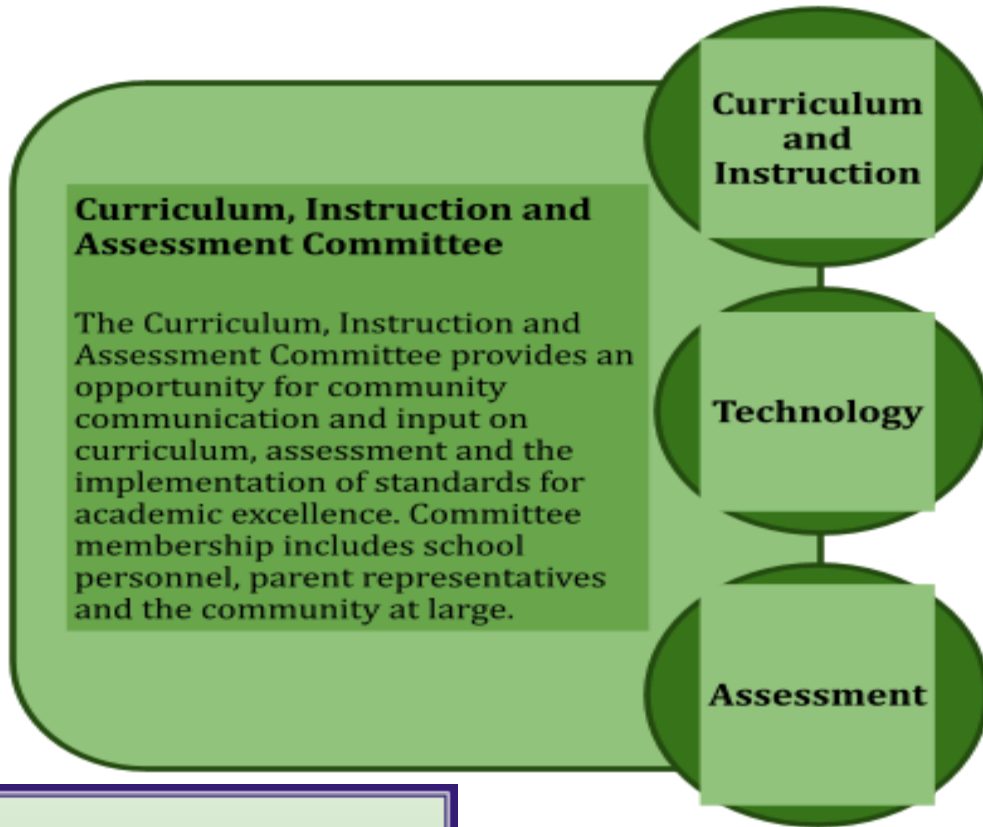 Curriculum, Instruction and
Assessment Committee
The Curriculum, Instruction and
Assessment Committee provides an
opportunity for community
communication and input on
curriculum, assessment and the
implementation of standards for
academic excellence. Committee
membership includes school
personnel, parent representatives
and the community at large.
Curriculum
and
Instruction
Technology
Assessment